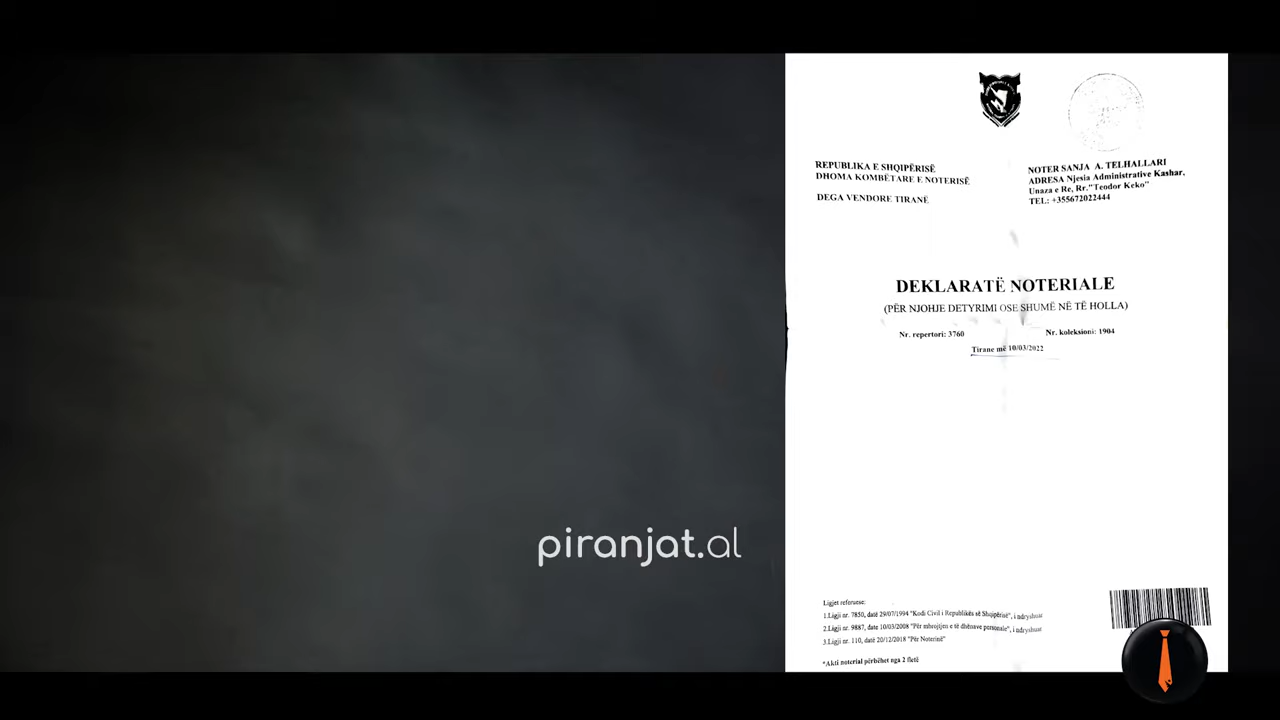 REPUBLIKA E SHQIPËRISË
DHOMA KOMBËTARE E NOTERISË
DEGA VENDORE TIRANË
NOTER SANJA A. TELHALLARI
ADRESA Njesia Administrative Kashar,
Unaza e Re, Rr."Teodor Keko"
TEL: +355672022444
DEKLARATË NOTERIALE
(PËR NJOHJE DETYRIMI OSE SHUMË NË TË HOLLA)
Nr. repertori: 3760
Nr. koleksioni: 1904
Tirane më 10/03/2022
piranjat.al
Ligjet referuese:
1.Ligji nr. 7850, datë 29/07/1994 "Kodi Civil i Republikës së Shqipërisë", i ndryshuar
2.Ligji nr. 9887, date 10/03/2008 "Për mbrojtjen e të dhënave personale", i ndryshuar
3.Ligji nr. 110, date 20/12/2018 "Për Noterinë"
*Akti noterial përbëhet nga 2 fletë